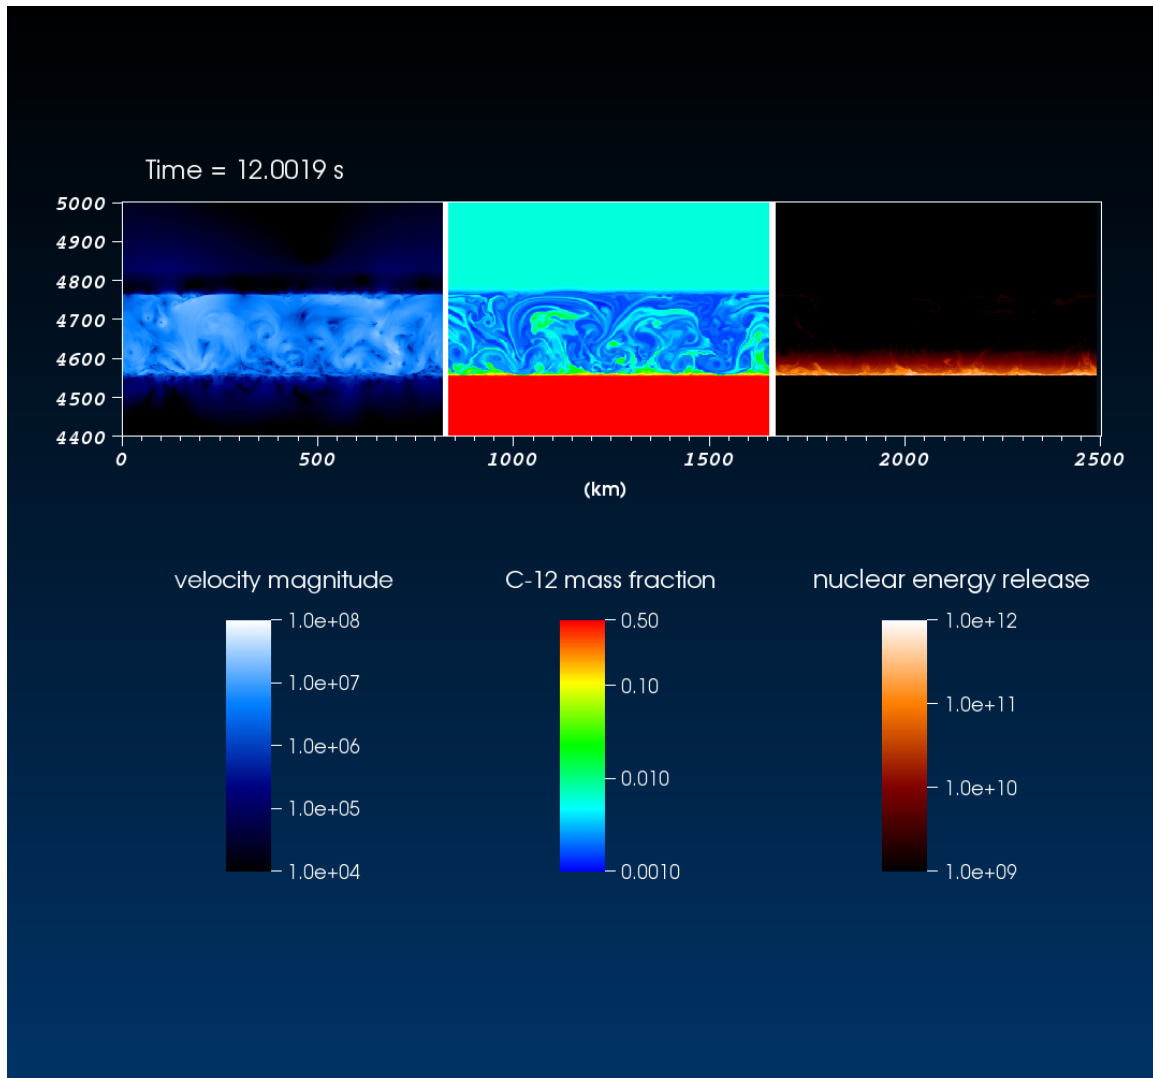 Time = 12.0019 s
5000
4900
4800
4700
4600
4500
4400
0 500 1000 1500 2000 2500
(km)
velocity magnitude C-12 mass fraction nuclear energy release
1.0e+08 0.50 1.0e+12
1.0e+07 0.10 1.0e+11
1.0e+06 0.010 1.0e+10
1.0e+05
1.0e+04 0.0010 1.0e+09